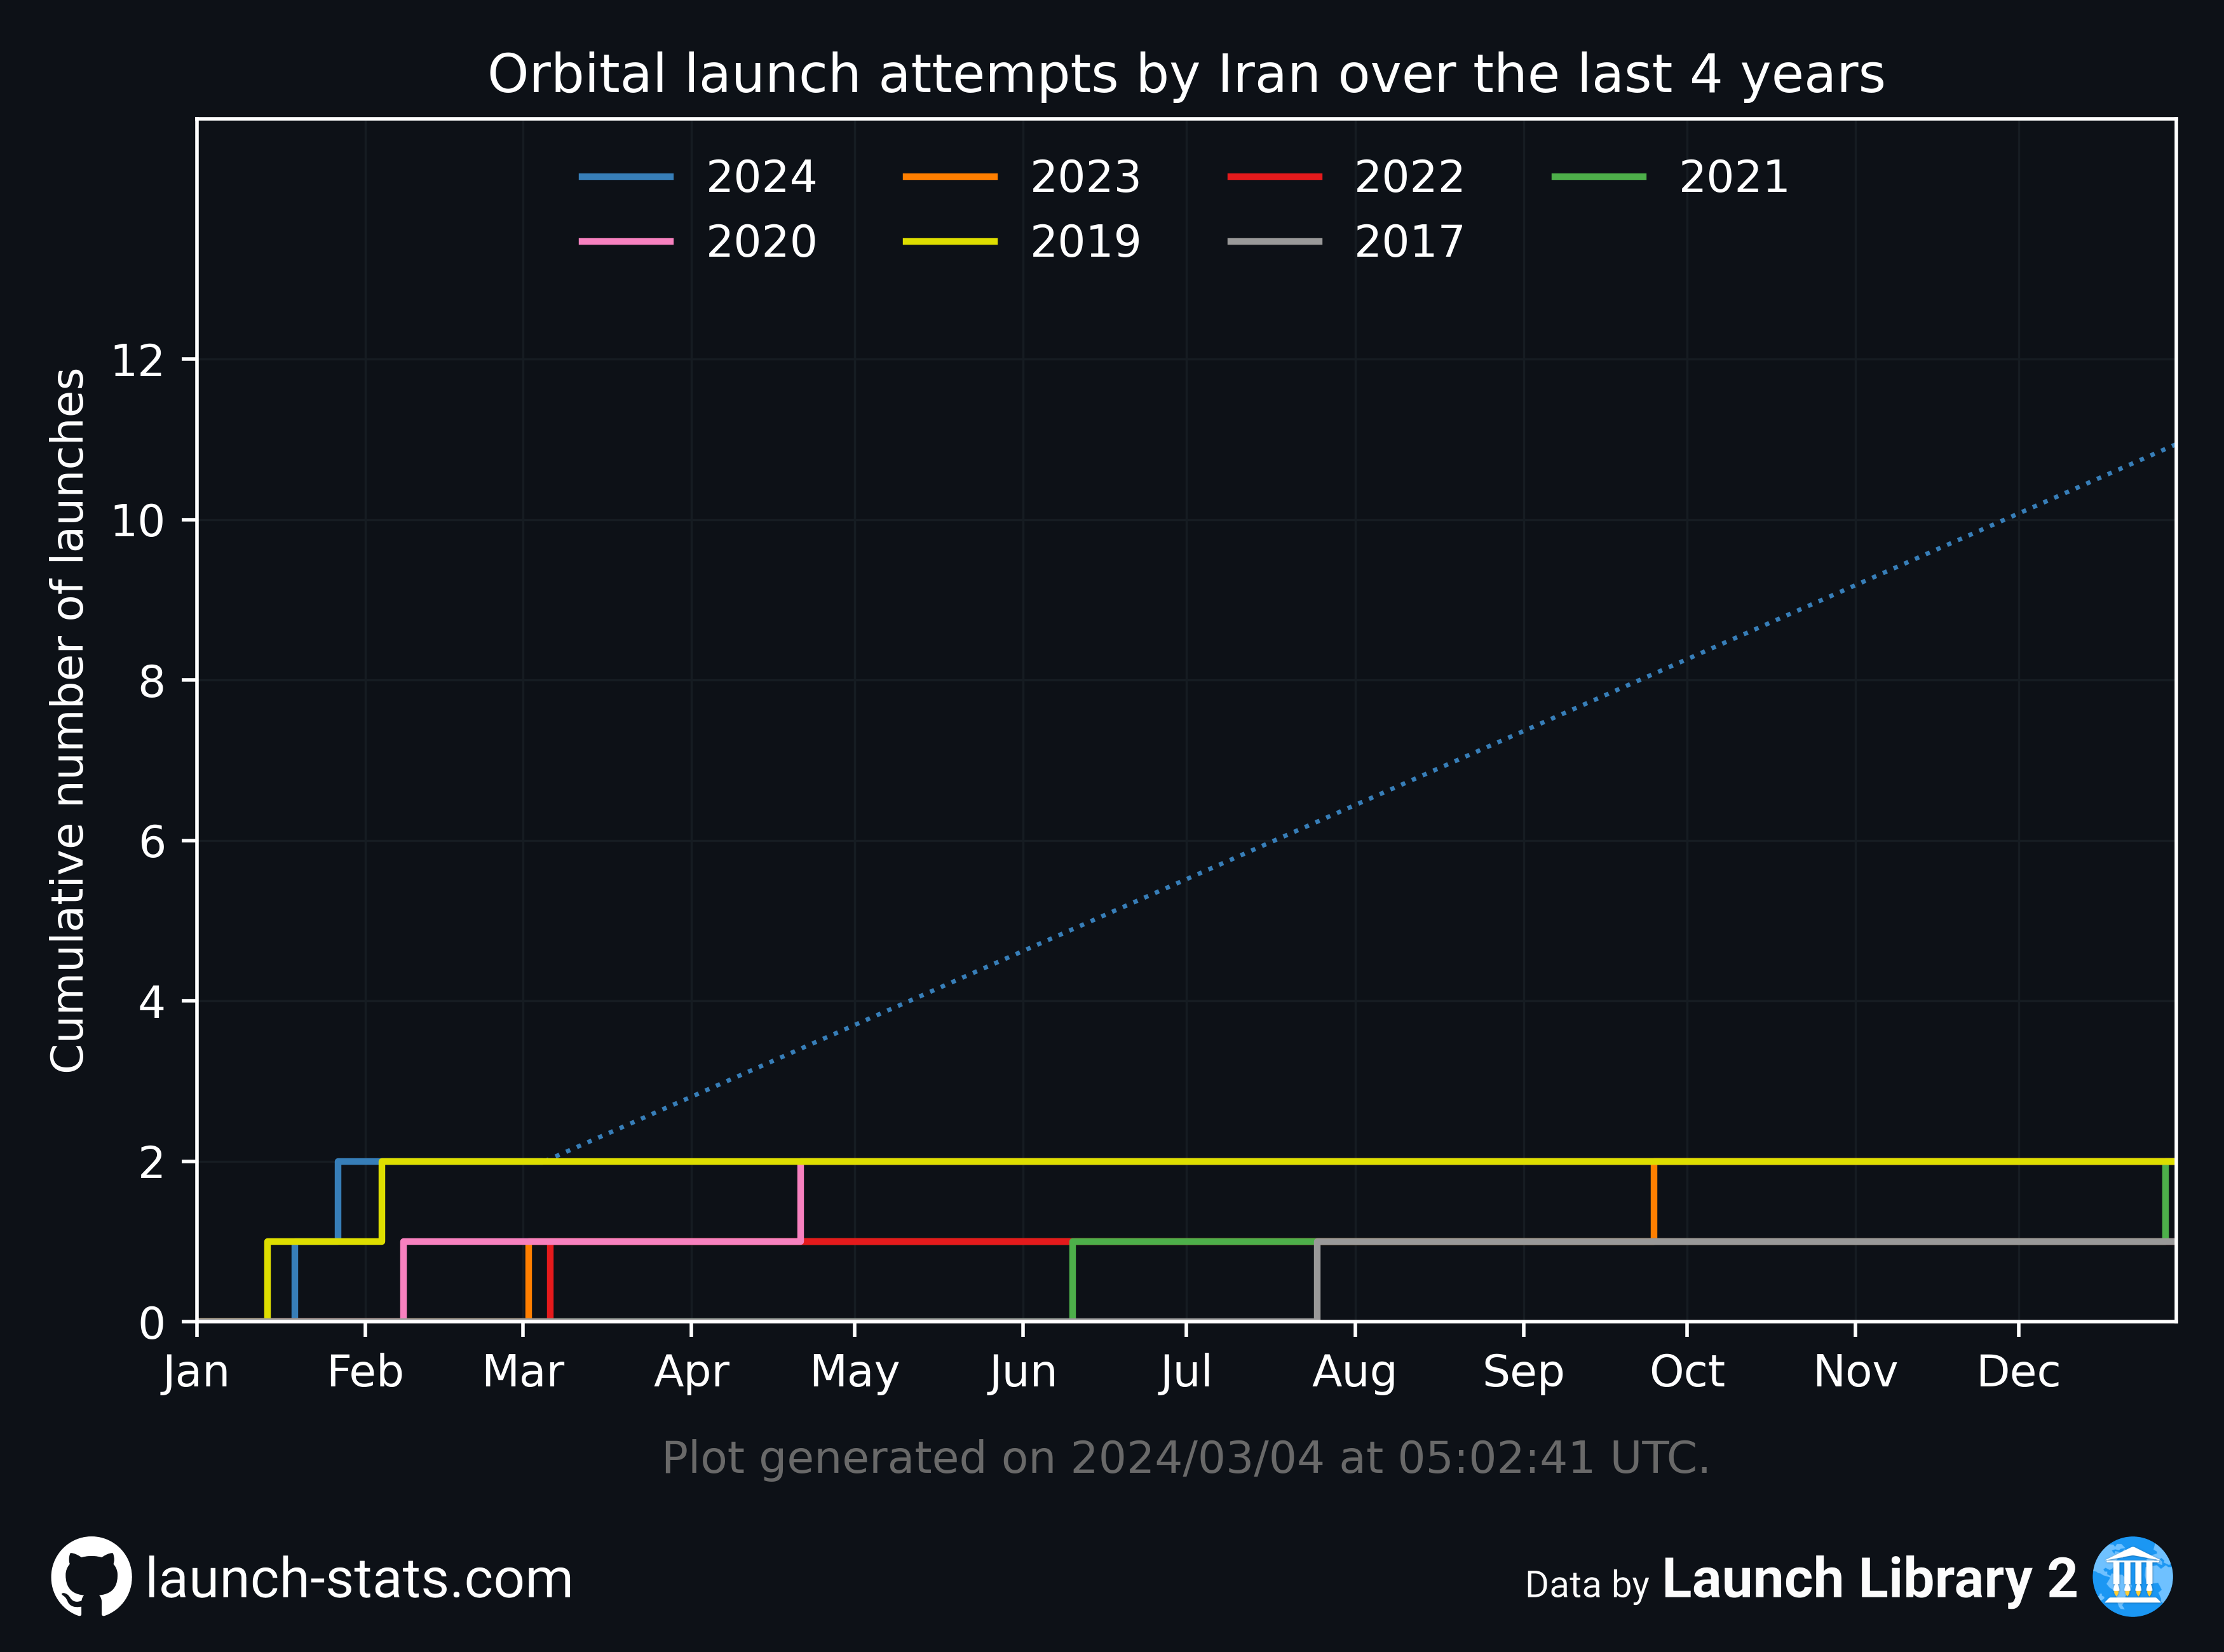 Orbital launch attempts by Iran over the last 4 years
2024 2023 2022 2021
2020 2019 2017
Cumulative number of launches
12
10
8
6
4
2
0
Jan Feb Mar Apr May Jun Jul Aug Sep Oct Nov Dec
Plot generated on 2024/03/04 at 05:02:41 UTC.
launch-stats.com
Data by Launch Library 2